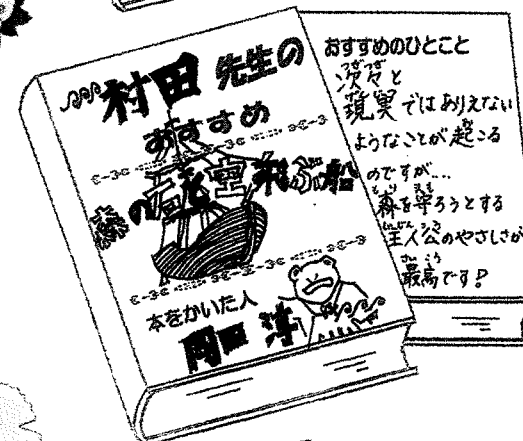 村田先生の
おすすめ
森の石と空飛ぶ船
本をかいた人
岡田 淳
おすすめのひとこと
次々と
現実ではありえない
ようなことが起こる
のですが…
森を守ろうとする
主人公のやさしさが
最高です!